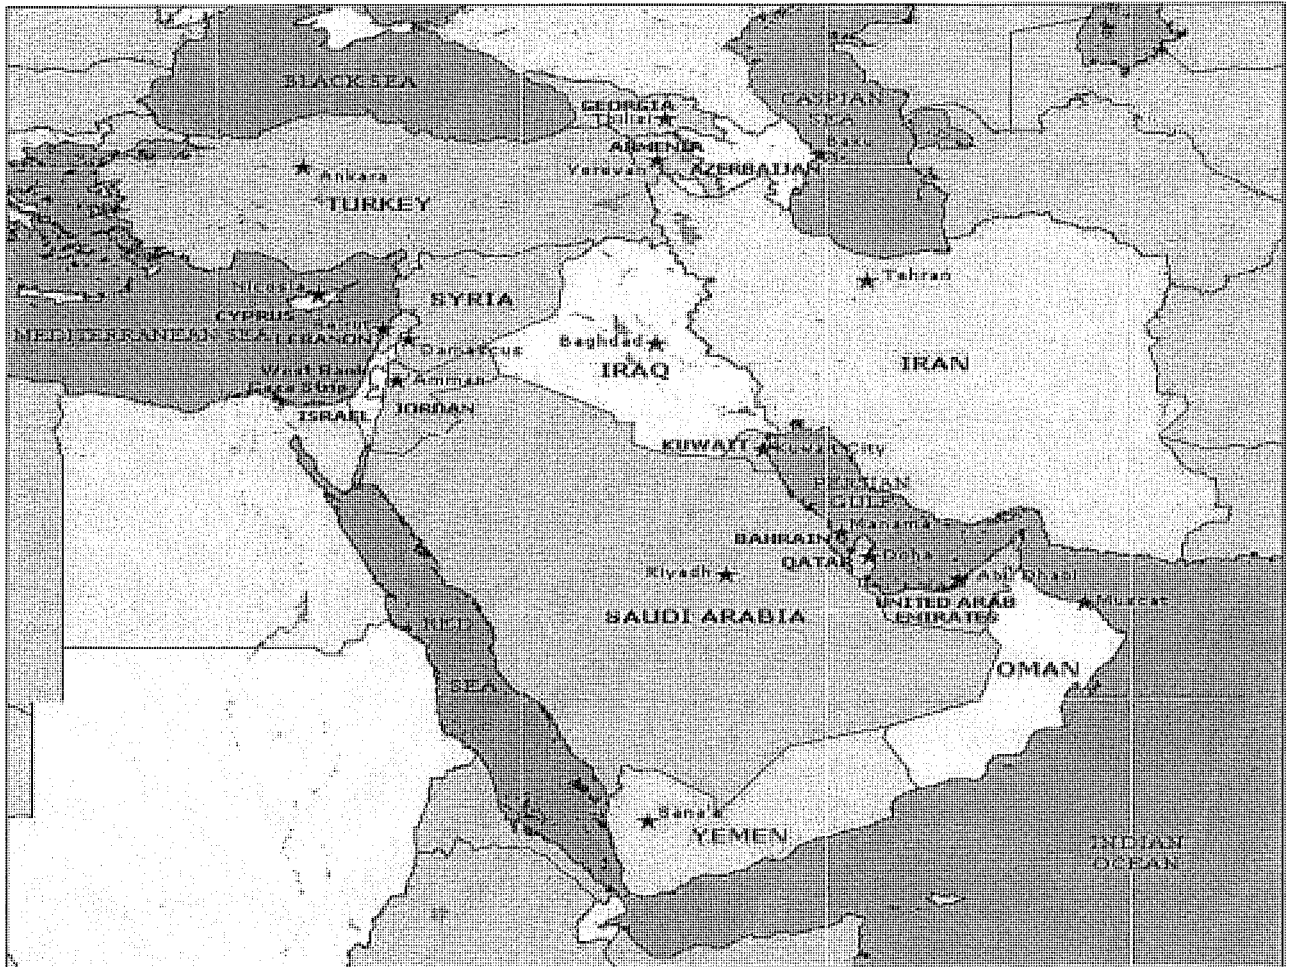 BLACK SEA
GEORGIA
Tbilisi
CASPIAN
SEA
ARMENIA
Baku
Yerevan
AZERBAIJAN
Ankara
TURKEY
Tehran
Nicosia
SYRIA
CYPRUS
Beirut
MEDITERRANEAN SEA
LEBANON
Baghdad
Damascus
IRAN
West Bank
IRAQ
Gaza Strip
Amman
ISRAEL
JORDAN
KUWAIT
Kuwait City
PERSIAN
GULF
Manama
BAHRAIN
Doha
QATAR
Riyadh
Abu Dhabi
UNITED ARAB
EMIRATES
Muscat
SAUDI ARABIA
RED
SEA
OMAN
Sana'a
YEMEN
INDIAN
OCEAN